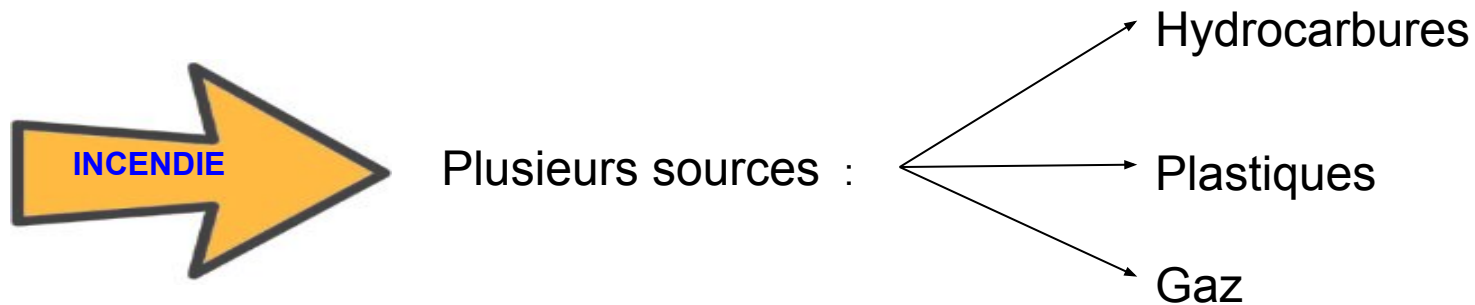 INCENDIE
Plusieurs sources :
Hydrocarbures
Plastiques
Gaz